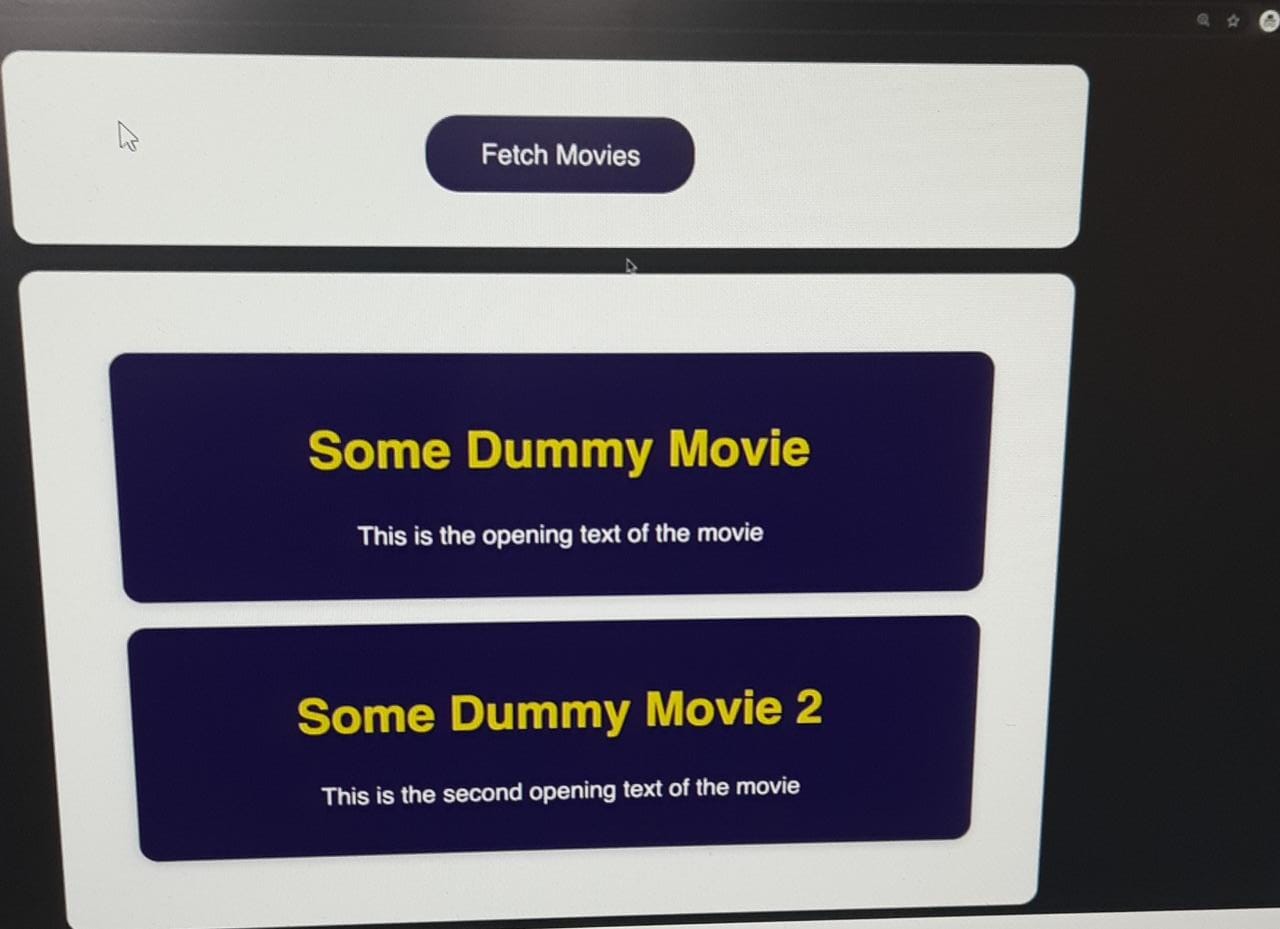 Fetch Movies
Some Dummy Movie
This is the opening text of the movie
Some Dummy Movie 2
This is the second opening text of the movie